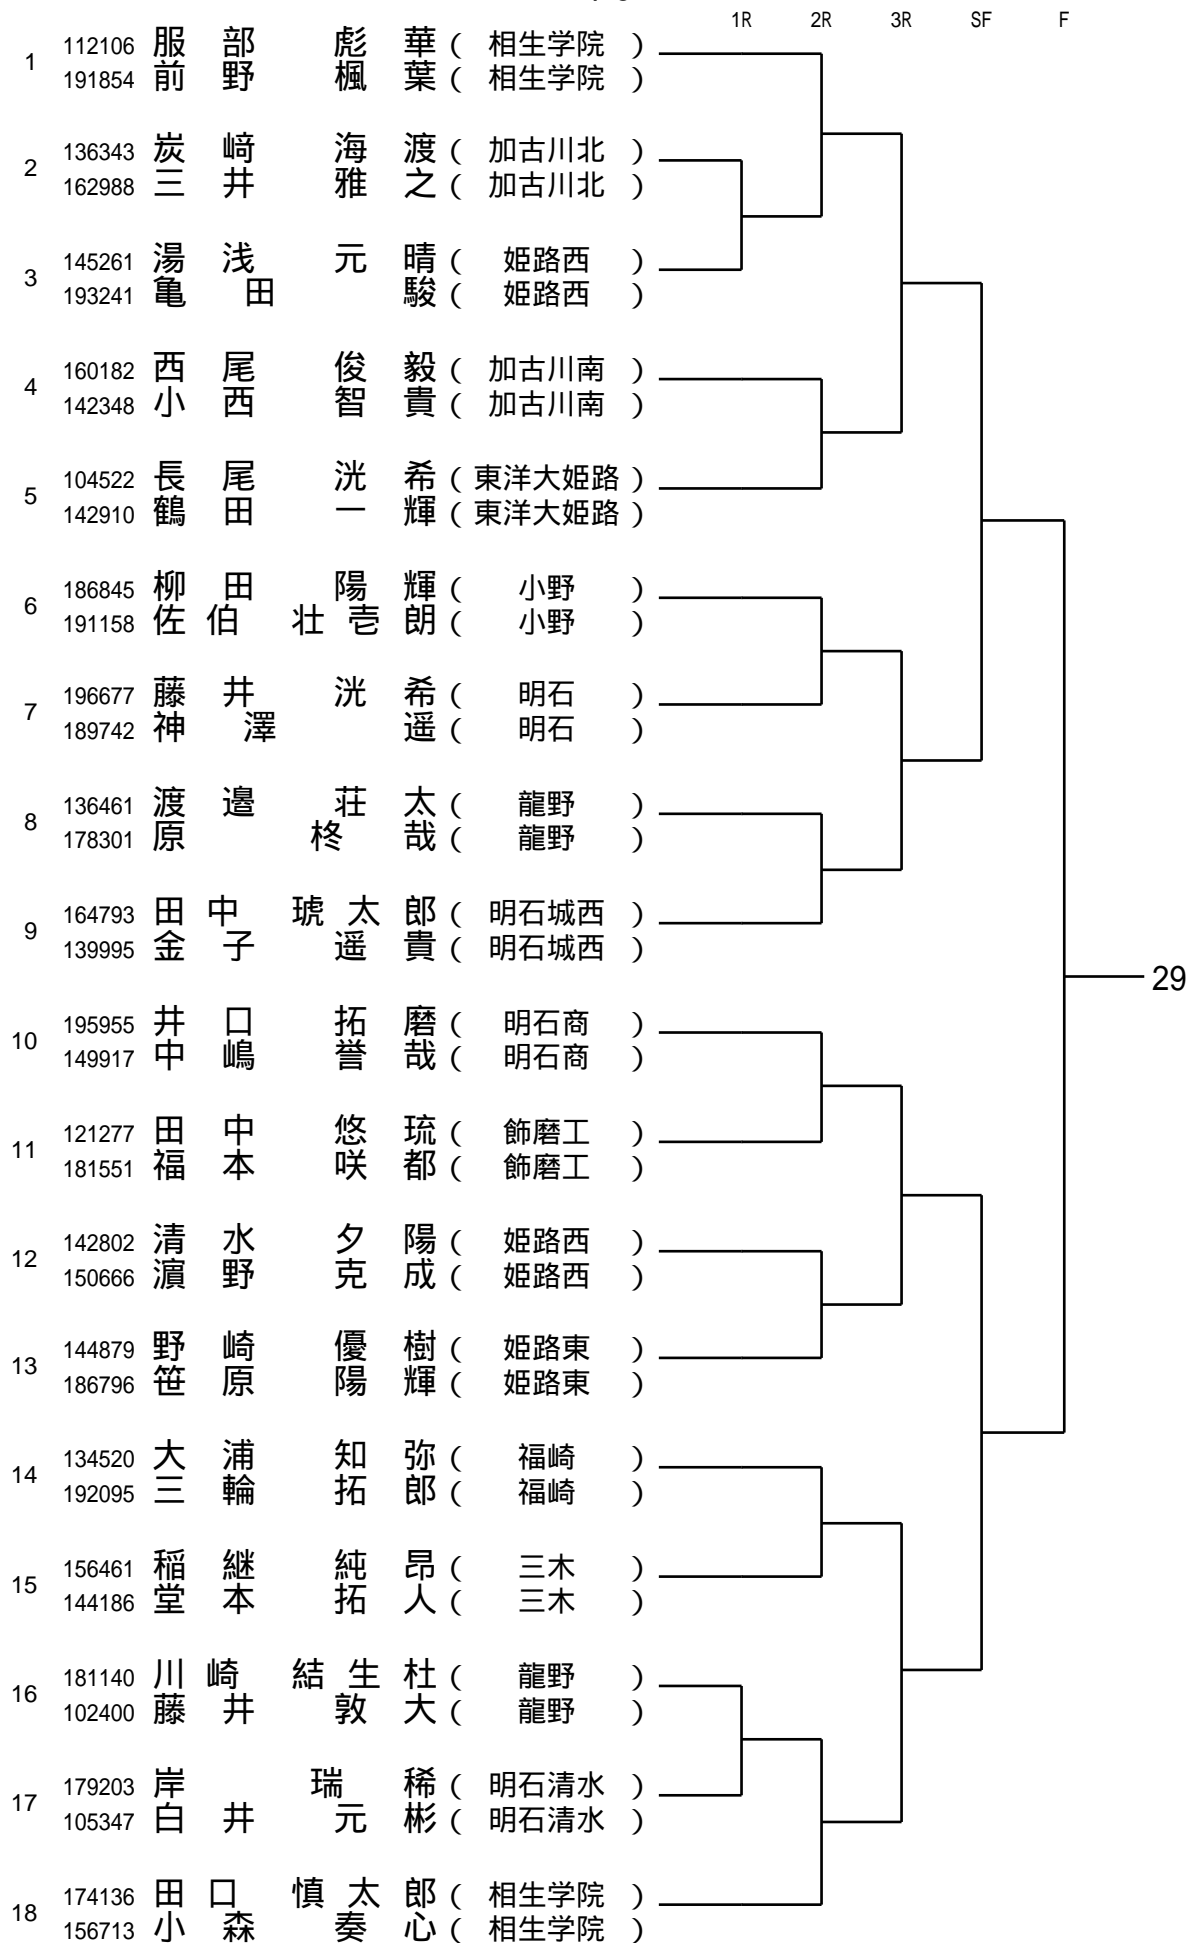 1R 2R 3R SF F
1 112106 服部 彪華 ( 相生学院 )
191854 前野 楓葉 ( 相生学院 )
2 136343 炭﨑 海渡 ( 加古川北 )
162988 三井 雅之 ( 加古川北 )
3 145261 湯浅 元晴 ( 姫路西 )
193241 亀田 駿 ( 姫路西 )
4 160182 西尾 俊毅 ( 加古川南 )
142348 小西 智貴 ( 加古川南 )
5 104522 長尾 洸希 ( 東洋大姫路 )
142910 鶴田 一輝 ( 東洋大姫路 )
6 186845 柳田 陽輝 ( 小野 )
191158 佐伯 壮壱朗 ( 小野 )
7 196677 藤井 洸希 ( 明石 )
189742 神澤 遥 ( 明石 )
8 136461 渡邉 荘太 ( 龍野 )
178301 原 柊哉 ( 龍野 )
9 164793 田中 琥太郎 ( 明石城西 )
139995 金子 遥貴 ( 明石城西 )
29
10 195955 井口 拓磨 ( 明石商 )
149917 中嶋 誉哉 ( 明石商 )
11 121277 田中 悠琉 ( 飾磨工 )
181551 福本 咲都 ( 飾磨工 )
12 142802 清水 夕陽 ( 姫路西 )
150666 濵野 克成 ( 姫路西 )
13 144879 野崎 優樹 ( 姫路東 )
186796 笹原 陽輝 ( 姫路東 )
14 134520 大浦 知弥 ( 福崎 )
192095 三輪 拓郎 ( 福崎 )
15 156461 稲継 純昂 ( 三木 )
144186 堂本 拓人 ( 三木 )
16 181140 川崎 結生杜 ( 龍野 )
102400 藤井 敦大 ( 龍野 )
17 179203 岸 瑞稀 ( 明石清水 )
105347 白井 元彬 ( 明石清水 )
18 174136 田口 慎太郎 ( 相生学院 )
156713 小森 奏心 ( 相生学院 )